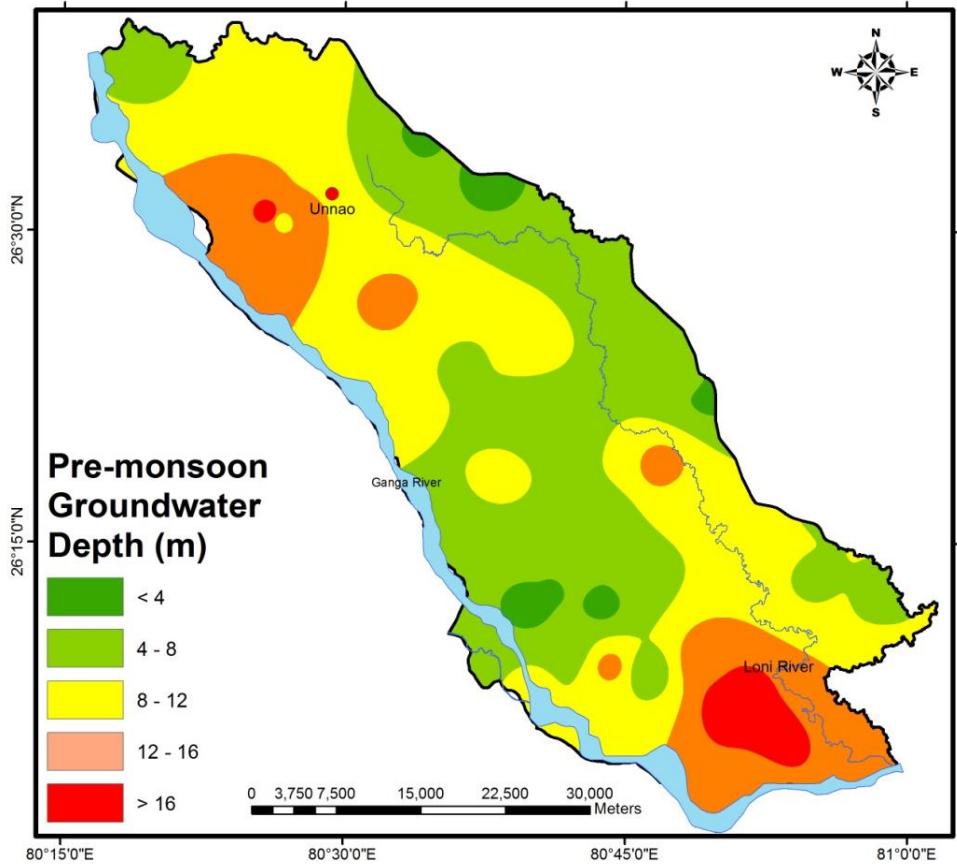 N
W E
S
26°30'0"N
Unnao
Ganga River
26°15'0"N
Loni River
Pre-monsoon
Groundwater
Depth (m)
< 4
4 - 8
8 - 12
12 - 16
> 16
0 3,750 7,500 15,000 22,500 30,000
Meters
80°15'0"E 80°30'0"E 80°45'0"E 81°0'0"E